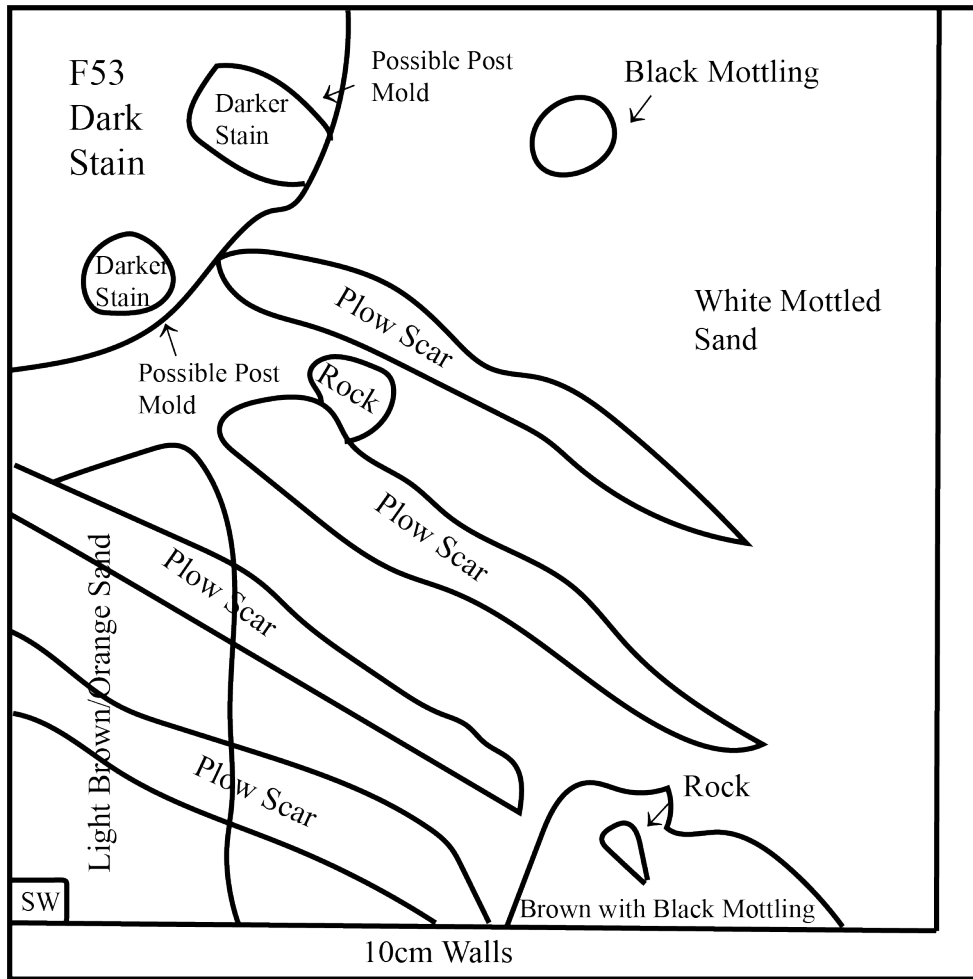 F53
Dark
Stain
Darker
Stain
Possible Post
Mold
Black Mottling
Darker
Stain
Possible Post
Mold
Plow Scar
White Mottled
Sand
Rock
Plow Scar
Light Brown/Orange Sand
Plow Scar
Plow Scar
Rock
Brown with Black Mottling
SW
10cm Walls